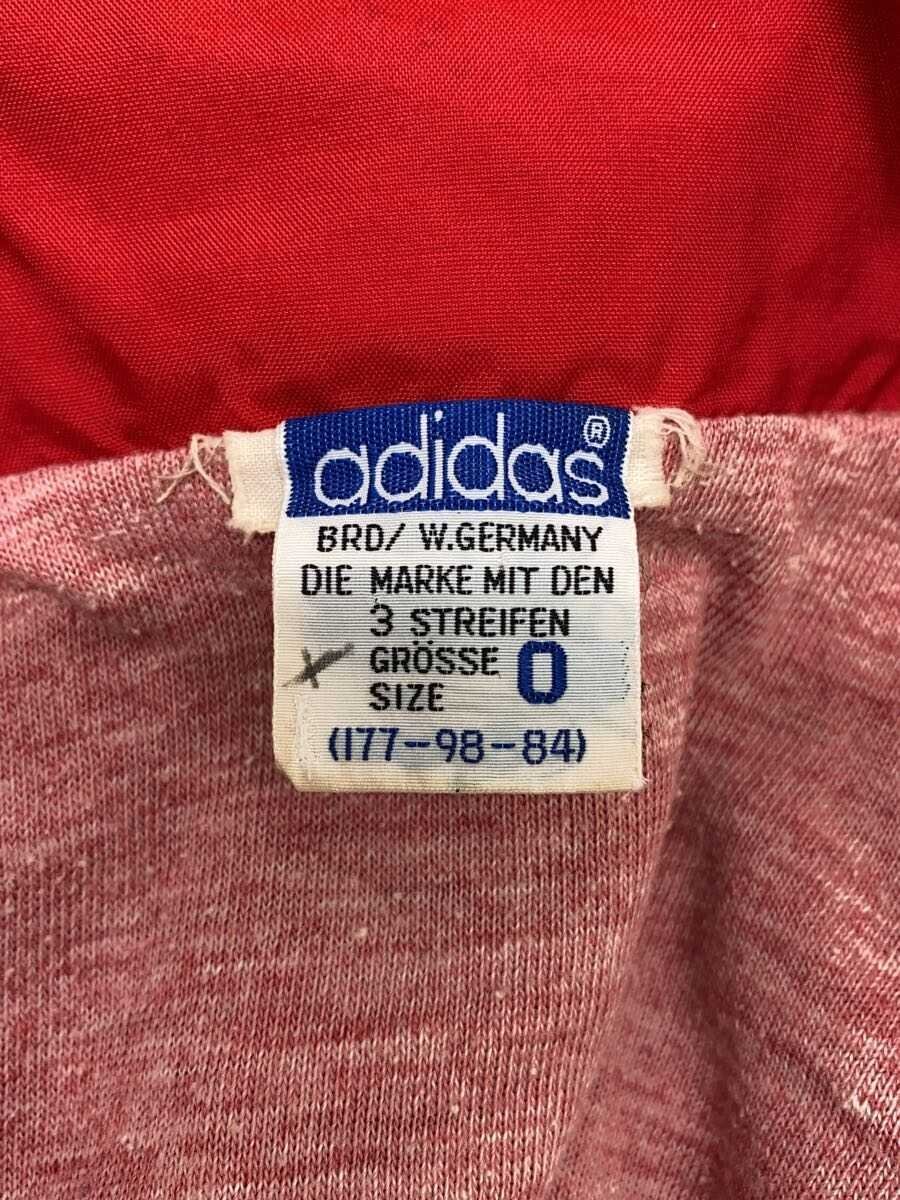 adidas®
BRD/ W.GERMANY
DIE MARKE MIT DEN
3 STREIFEN
GRÖSSE 0
SIZE
(177-98-84)